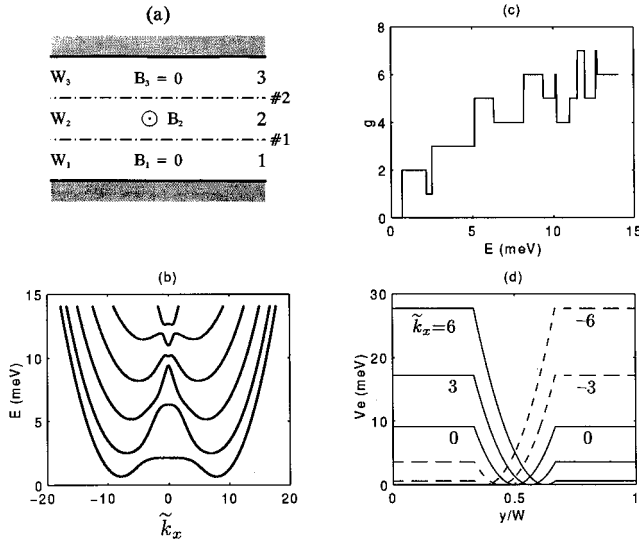 (a)
W₃ B₃ = 0 3
#2
W₂ B₂ 2
#1
W₁ B₁ = 0 1
(c)
8
6
4
2
0
g
0 5 10 15
E (meV)
(b)
15
10
5
0
E (meV)
−20 −10 0 10 20
k̃ₓ
(d)
30
20
10
0
Ve (meV)
k̃ₓ=6 −6
3 −3
0 0
0 0.5 1
y/W